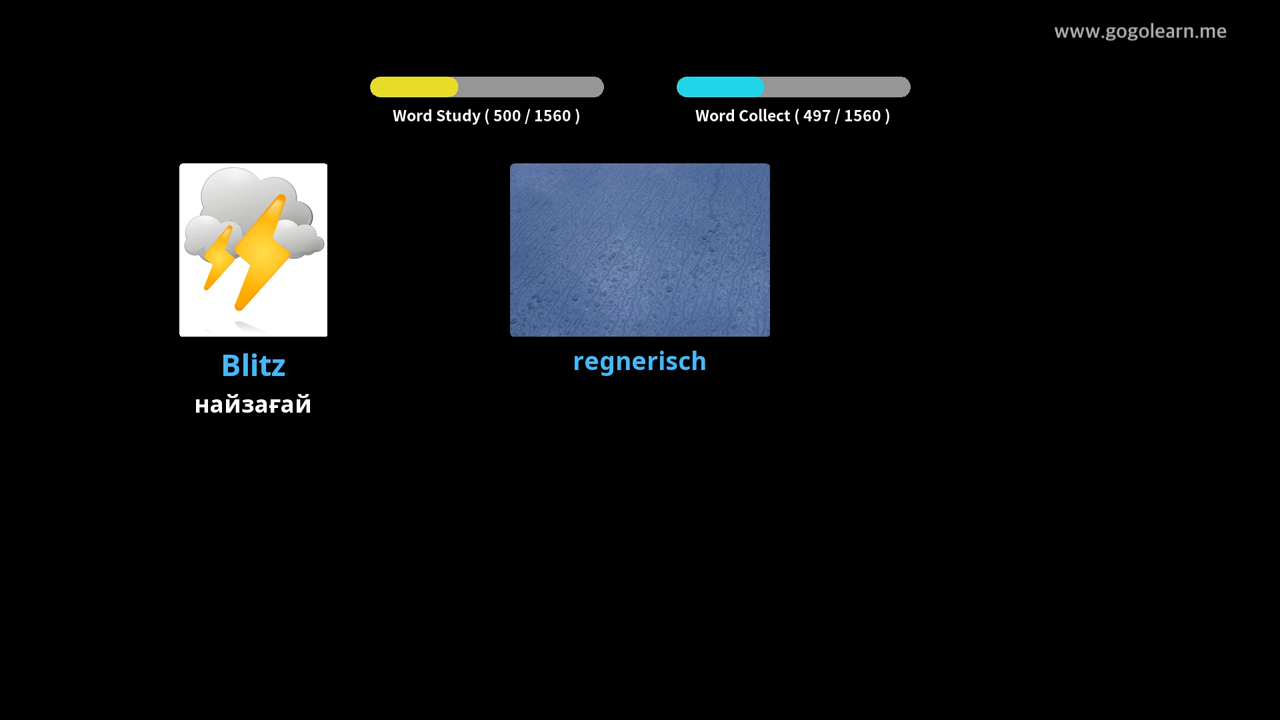 www.gogolearn.me
Word Study ( 500 / 1560 )
Word Collect ( 497 / 1560 )
Blitz
найзағай
regnerisch